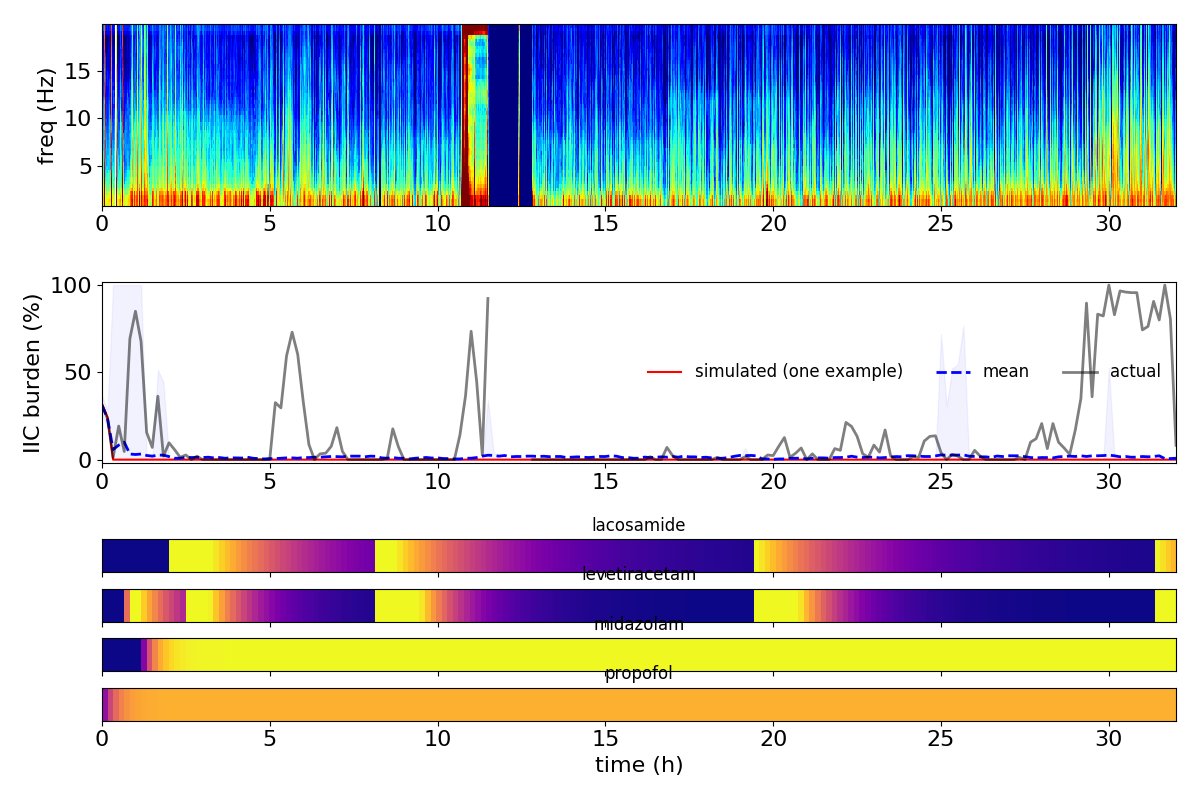 freq (Hz)
15
10
5
0 5 10 15 20 25 30
IIC burden (%)
100
50
0
simulated (one example) mean actual
0 5 10 15 20 25 30
lacosamide
levetiracetam
midazolam
propofol
0 5 10 15 20 25 30
time (h)